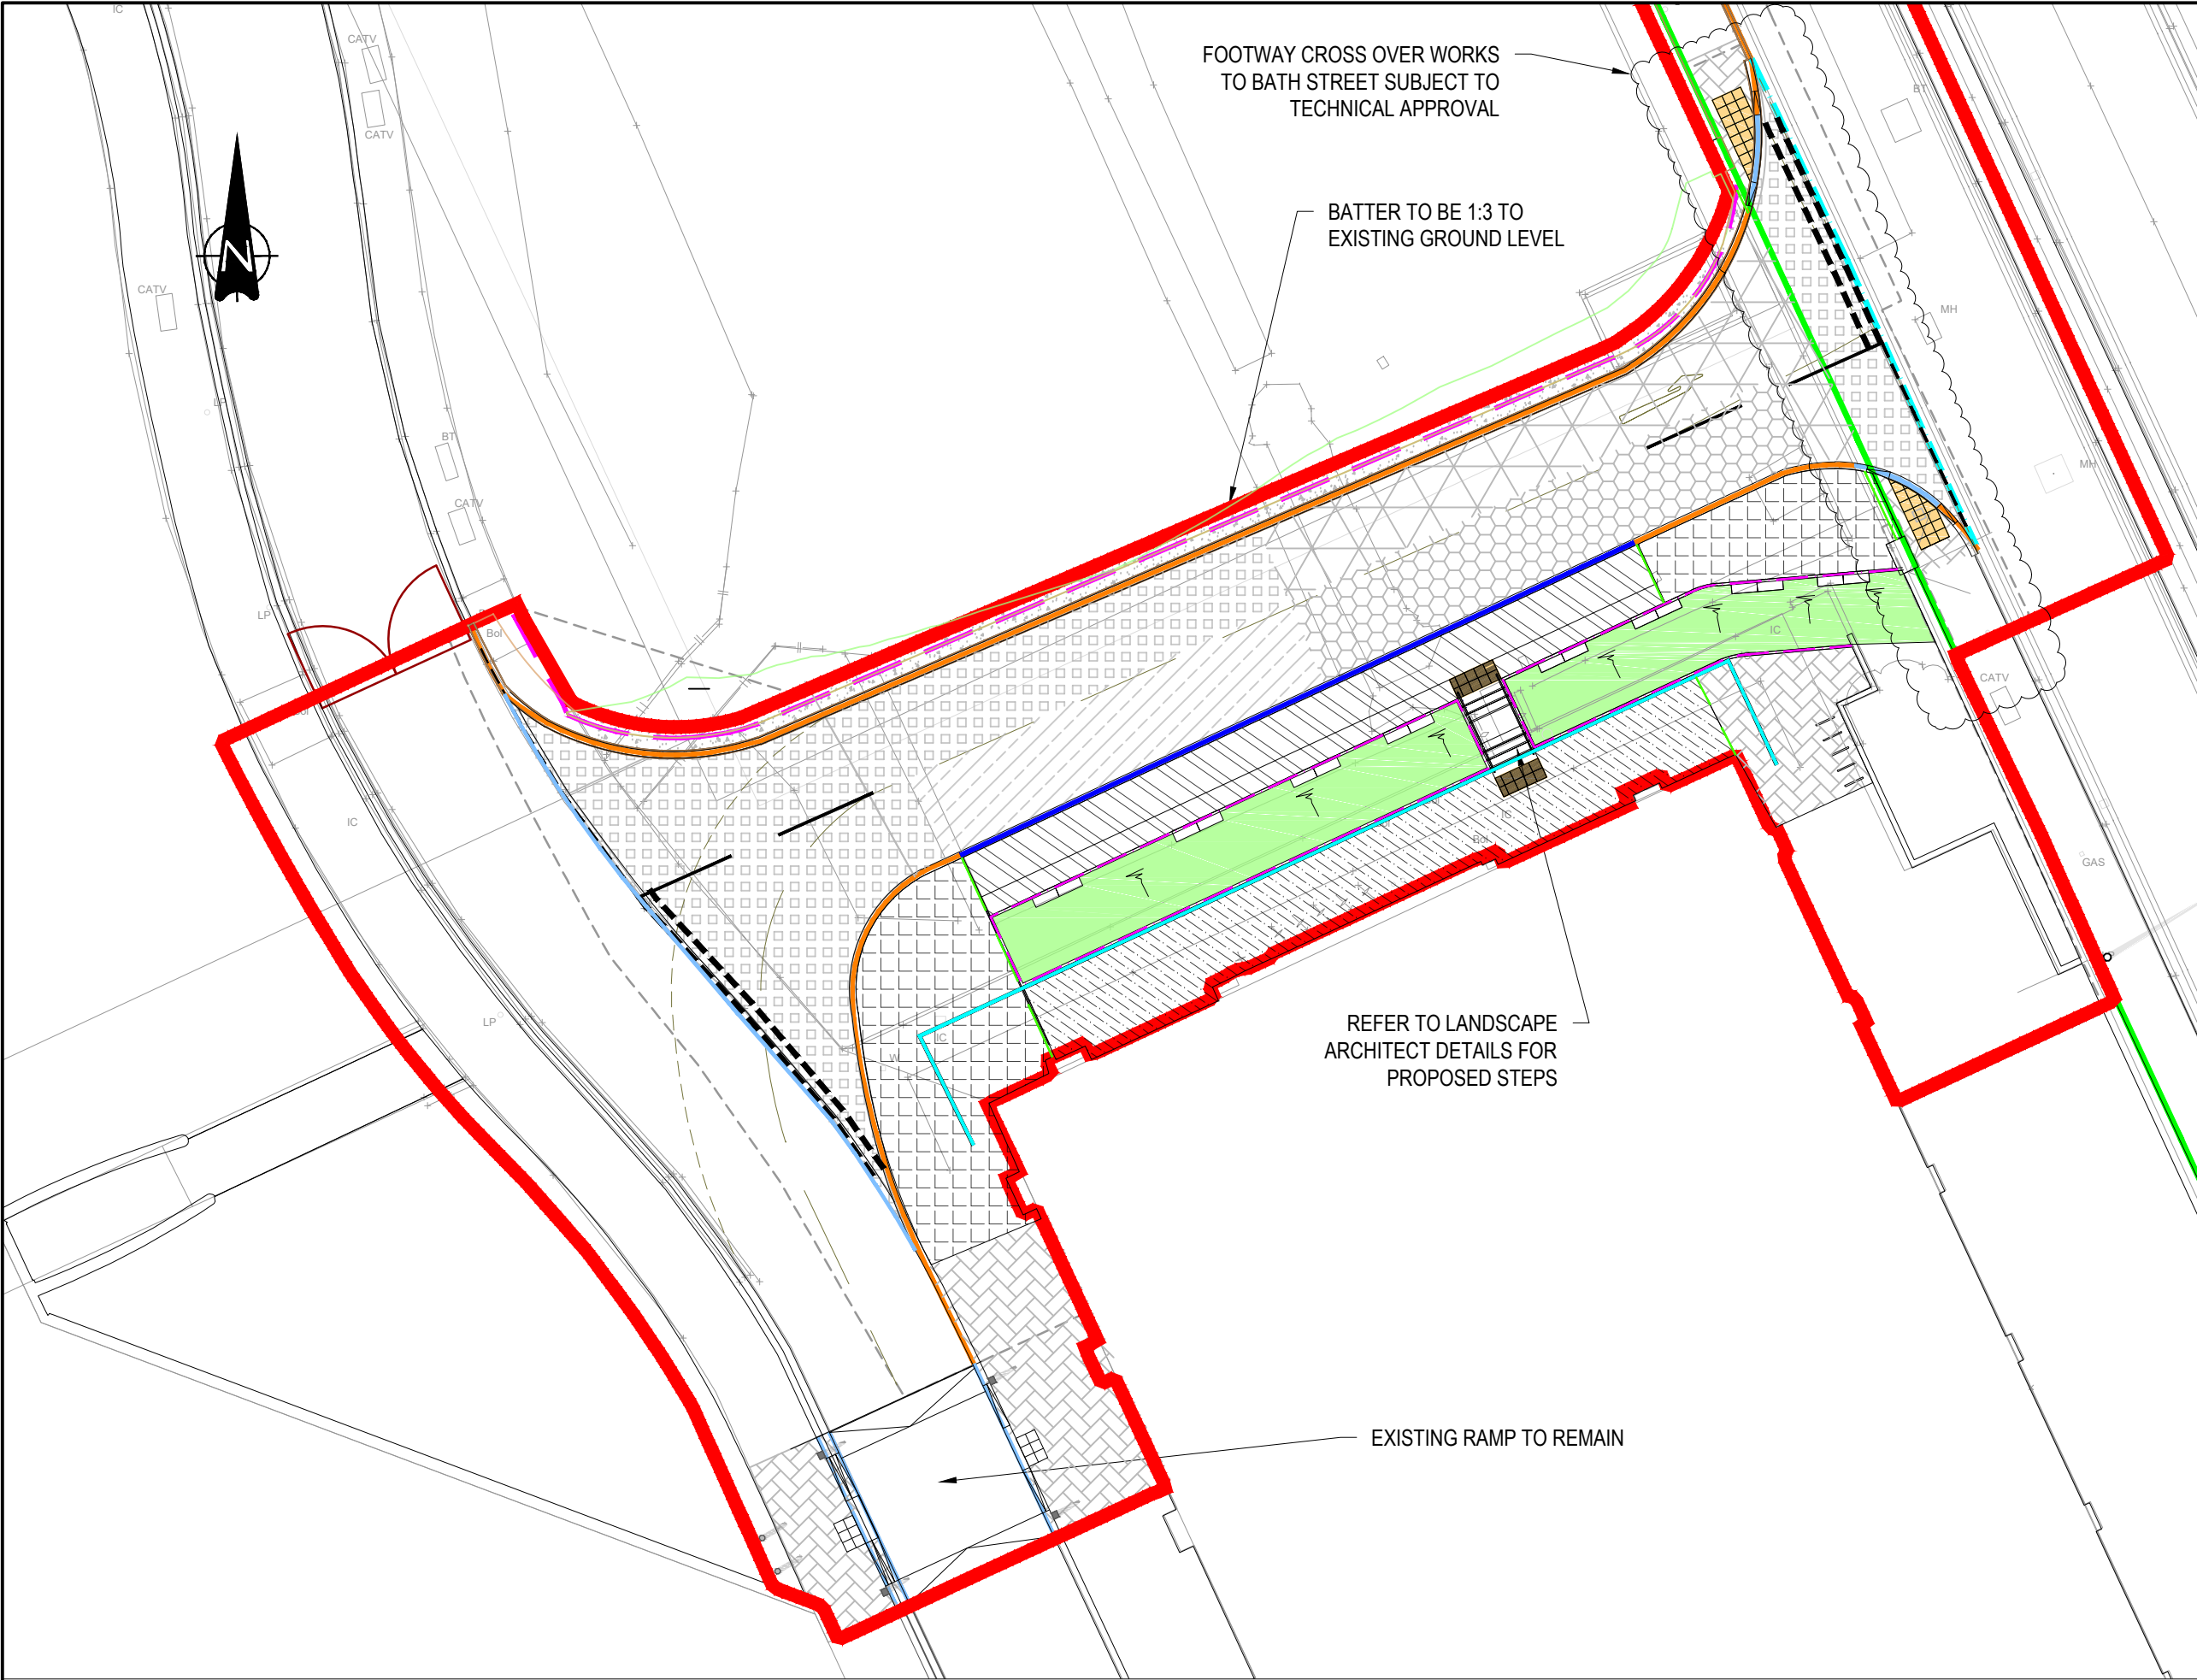 IC
CATV
CATV
FOOTWAY CROSS OVER WORKS
TO BATH STREET SUBJECT TO
TECHNICAL APPROVAL
BT
BATTER TO BE 1:3 TO
EXISTING GROUND LEVEL
N
CATV
MH
LP
BT
MH
CATV
LP
Bol
IC
CATV
IC
IC
Bol
GAS
LP
IC
W
REFER TO LANDSCAPE
ARCHITECT DETAILS FOR
PROPOSED STEPS
EXISTING RAMP TO REMAIN